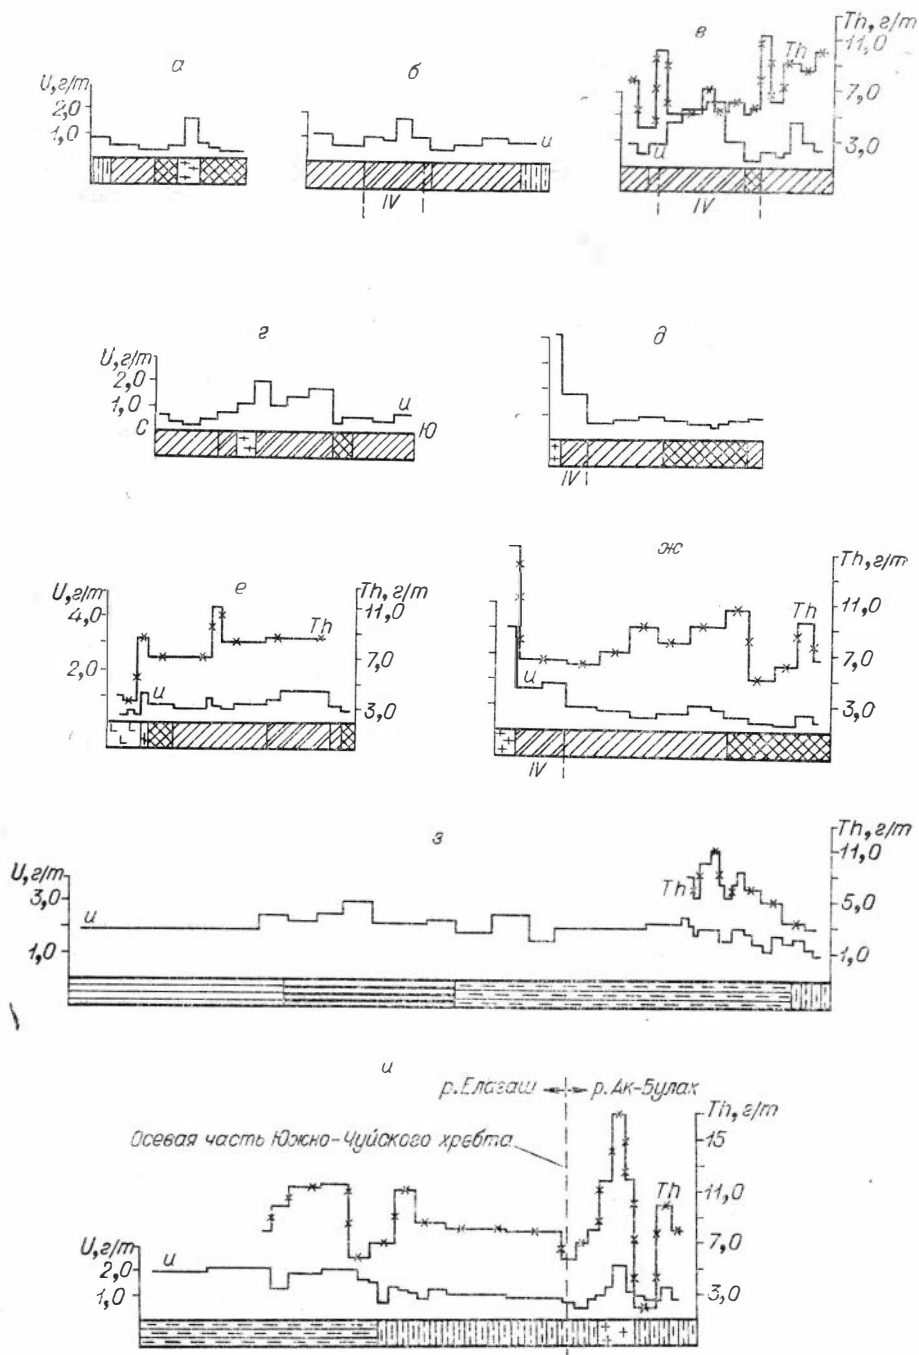 а
U, г/т
2,0
1,0
б
u
IV
в
Th, г/т
11,0
7,0
3,0
Th
u
IV
г
U, г/т
2,0
1,0
С
u
Ю
д
IV
е
U, г/т
4,0
2,0
Th, г/т
11,0
7,0
3,0
Th
u
ж
Th, г/т
11,0
7,0
3,0
Th
u
IV
з
U, г/т
3,0
1,0
u
Th
Th, г/т
11,0
5,0
1,0
и
р. Елагаш р. Ак-Булах
Осевая часть Южно-Чуйского хребта
Th, г/т
15
11,0
7,0
3,0
Th
U, г/т
2,0
1,0
u